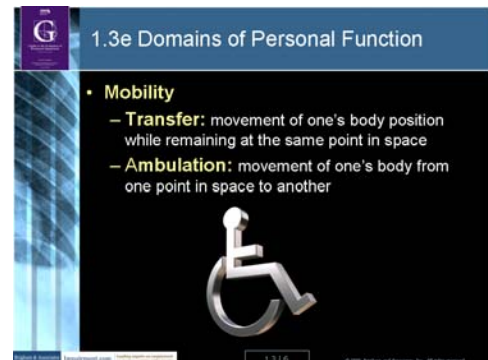 G
1.3e Domains of Personal Function
• Mobility
– Transfer: movement of one's body position
while remaining at the same point in space
– Ambulation: movement of one's body from
one point in space to another